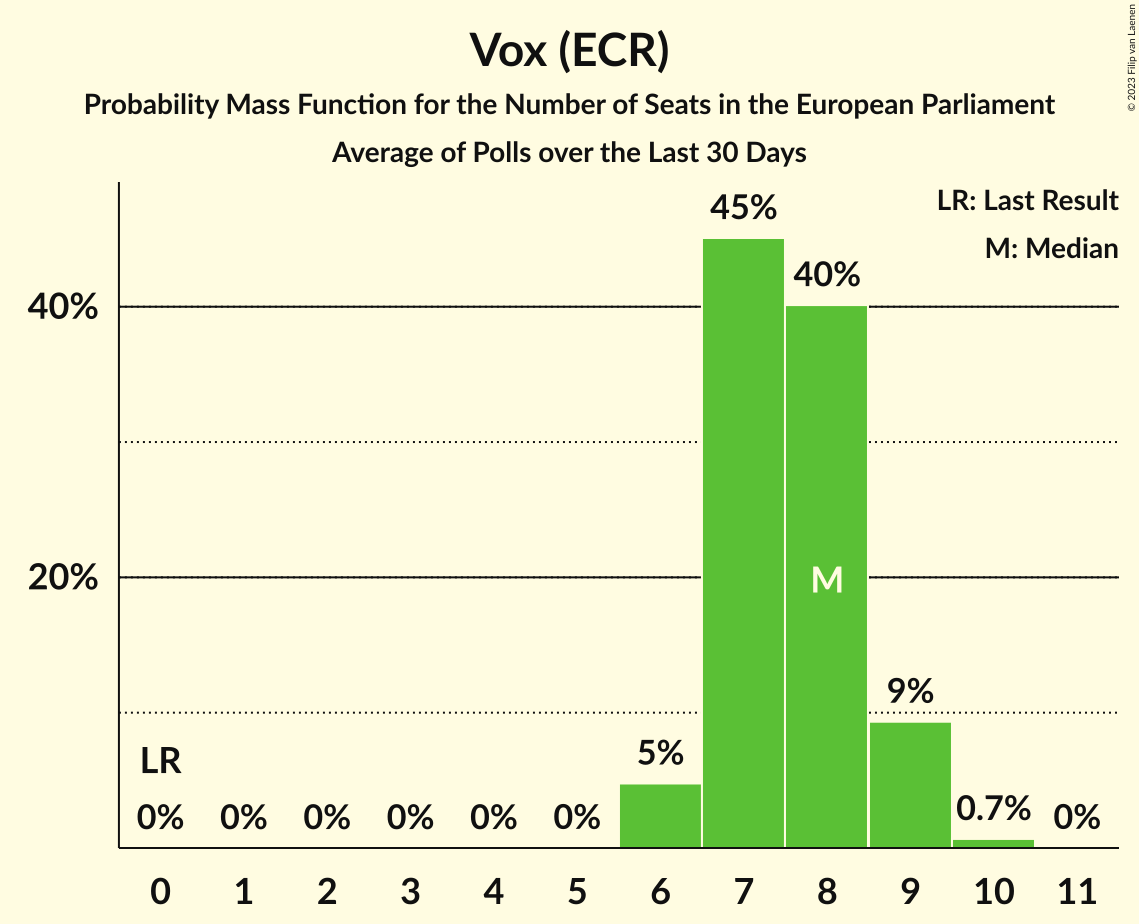 Vox (ECR)
Probability Mass Function for the Number of Seats in the European Parliament
Average of Polls over the Last 30 Days
© 2023 Filip van Laenen
LR: Last Result
M: Median
45%
40%
40%
20%
M
9%
5%
LR
0% 0% 0% 0% 0% 0% 0.7% 0%
0 1 2 3 4 5 6 7 8 9 10 11